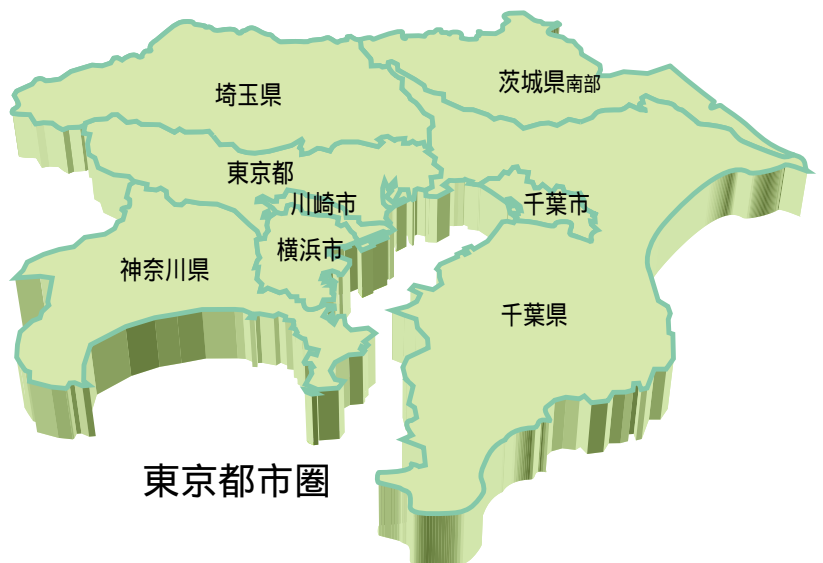 茨城県南部
埼玉県
東京都
川崎市
千葉市
横浜市
神奈川県
千葉県
東京都市圏